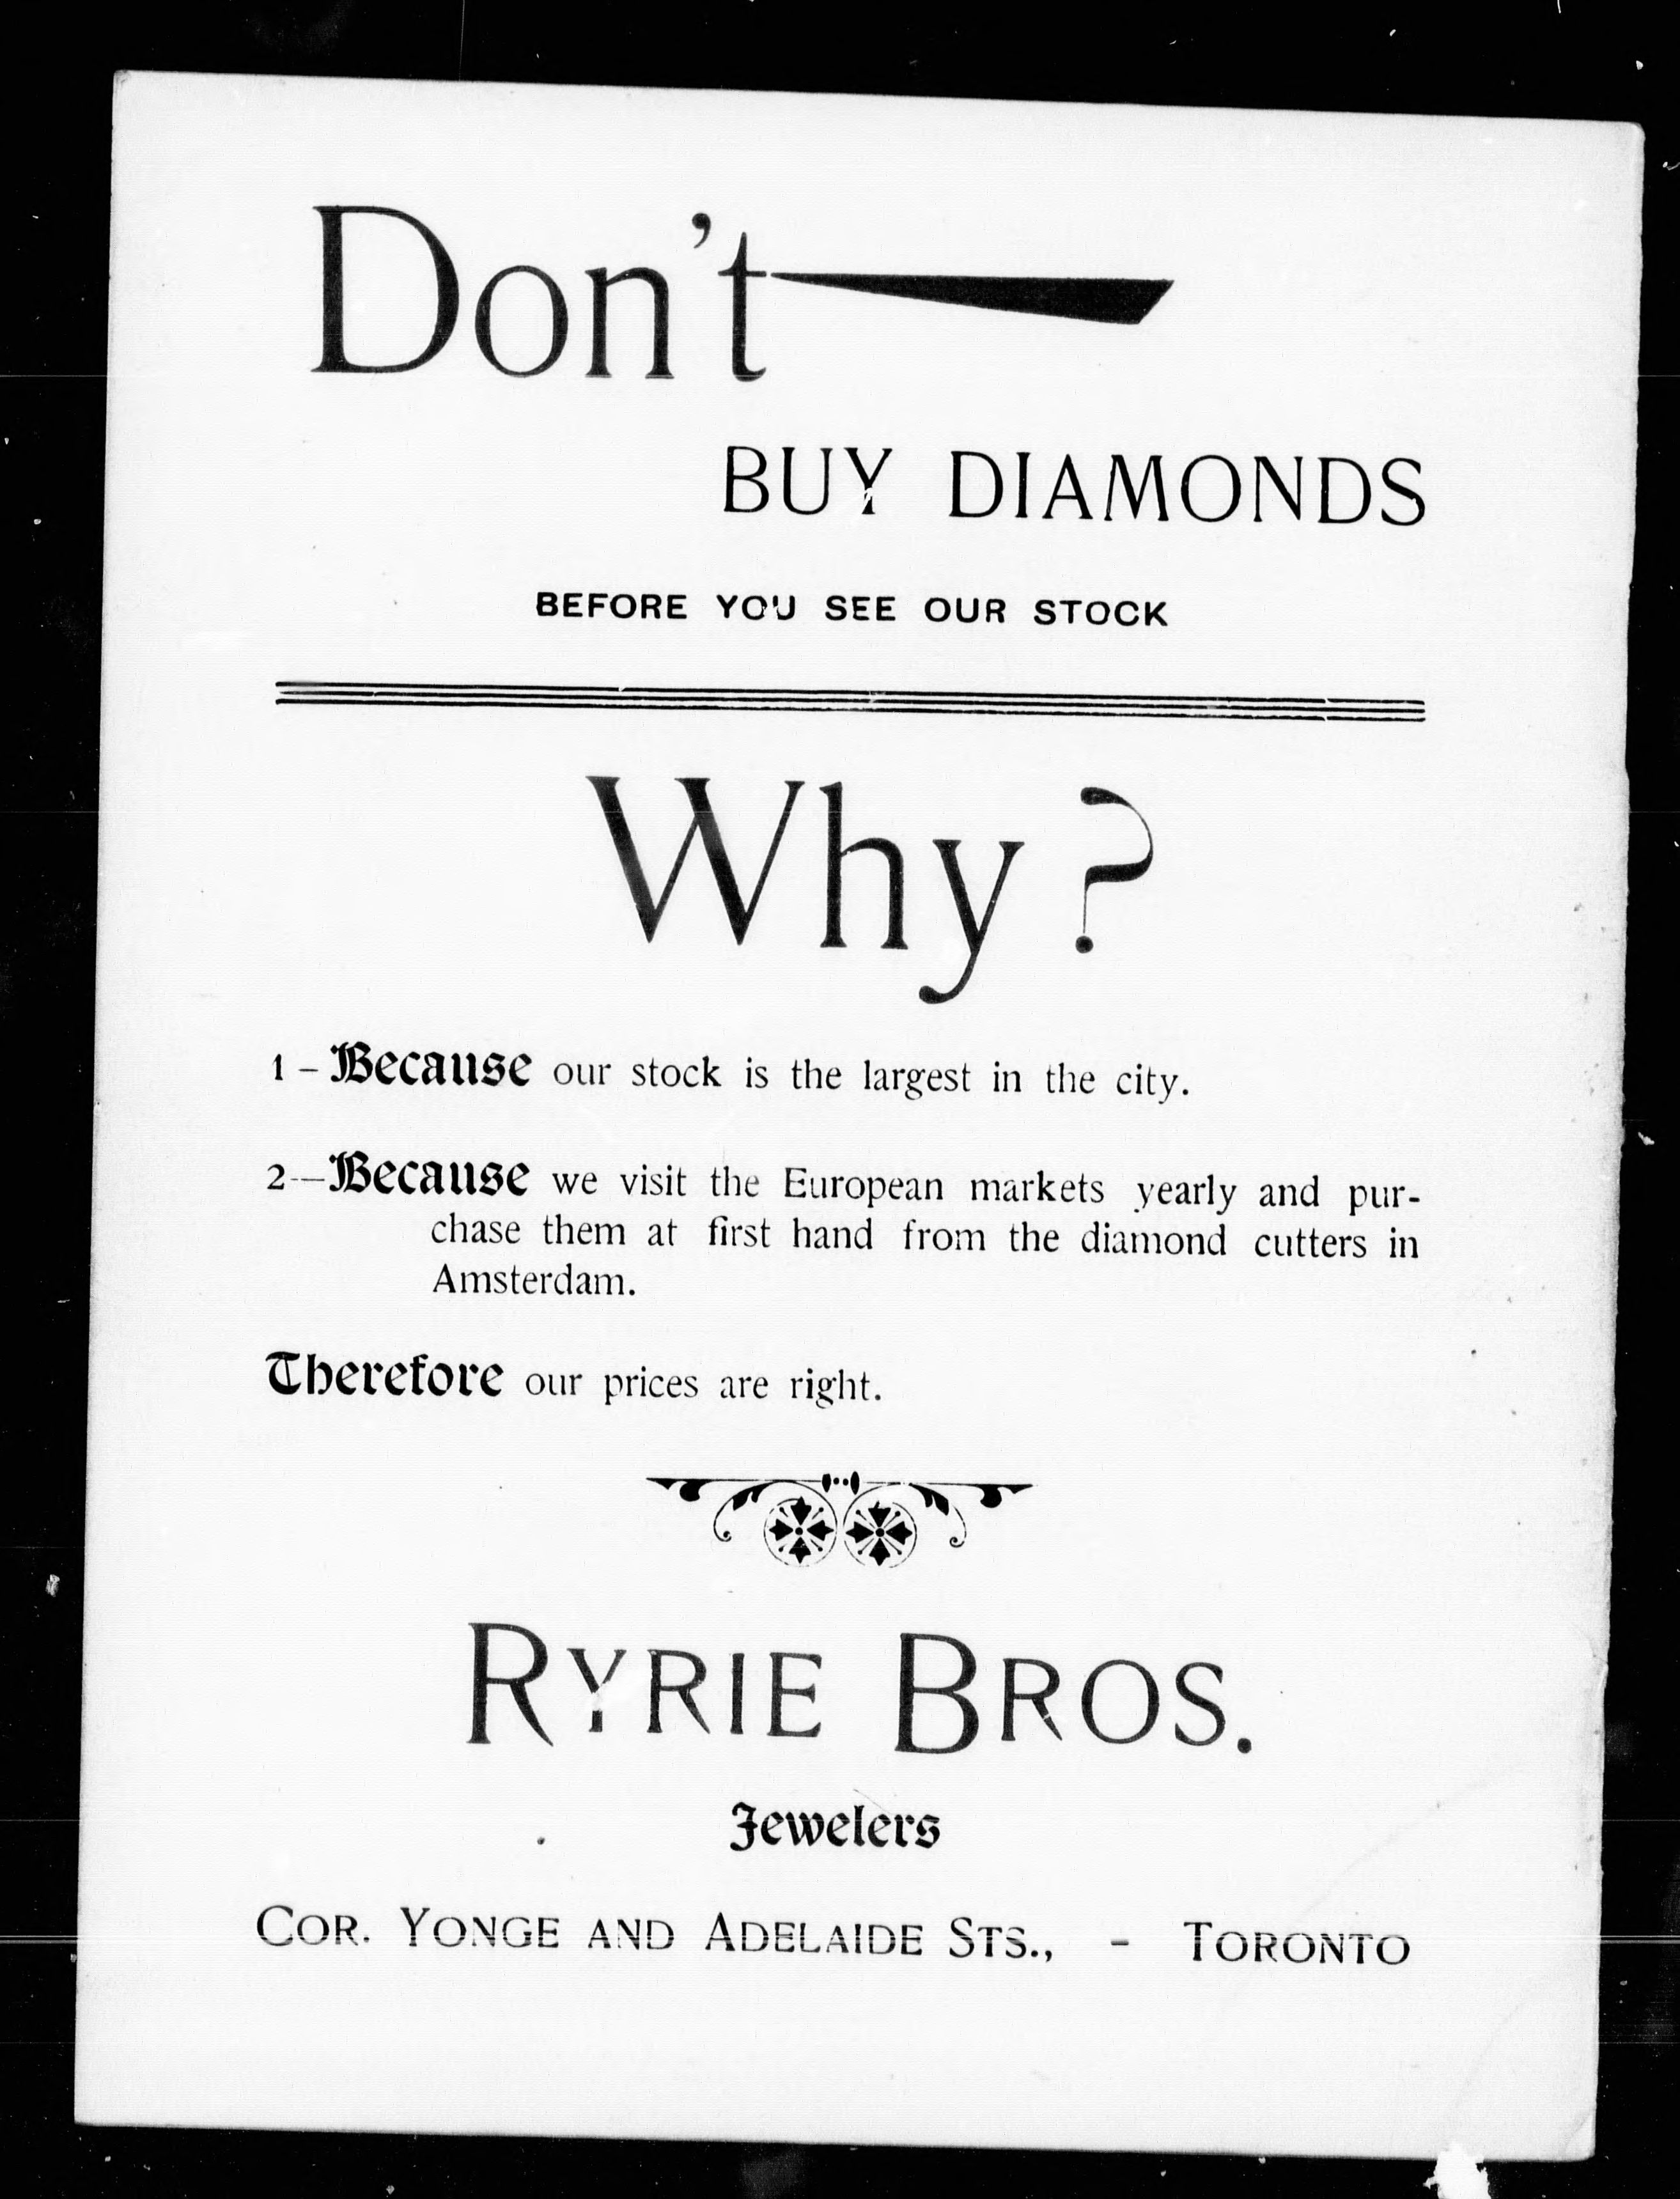 Don't
BUY DIAMONDS
BEFORE YOU SEE OUR STOCK
Why?
1 – Because our stock is the largest in the city.
2—Because we visit the European markets yearly and pur-
chase them at first hand from the diamond cutters in
Amsterdam.
Therefore our prices are right.
RYRIE BROS.
Jewelers
COR. YONGE AND ADELAIDE STS., - TORONTO